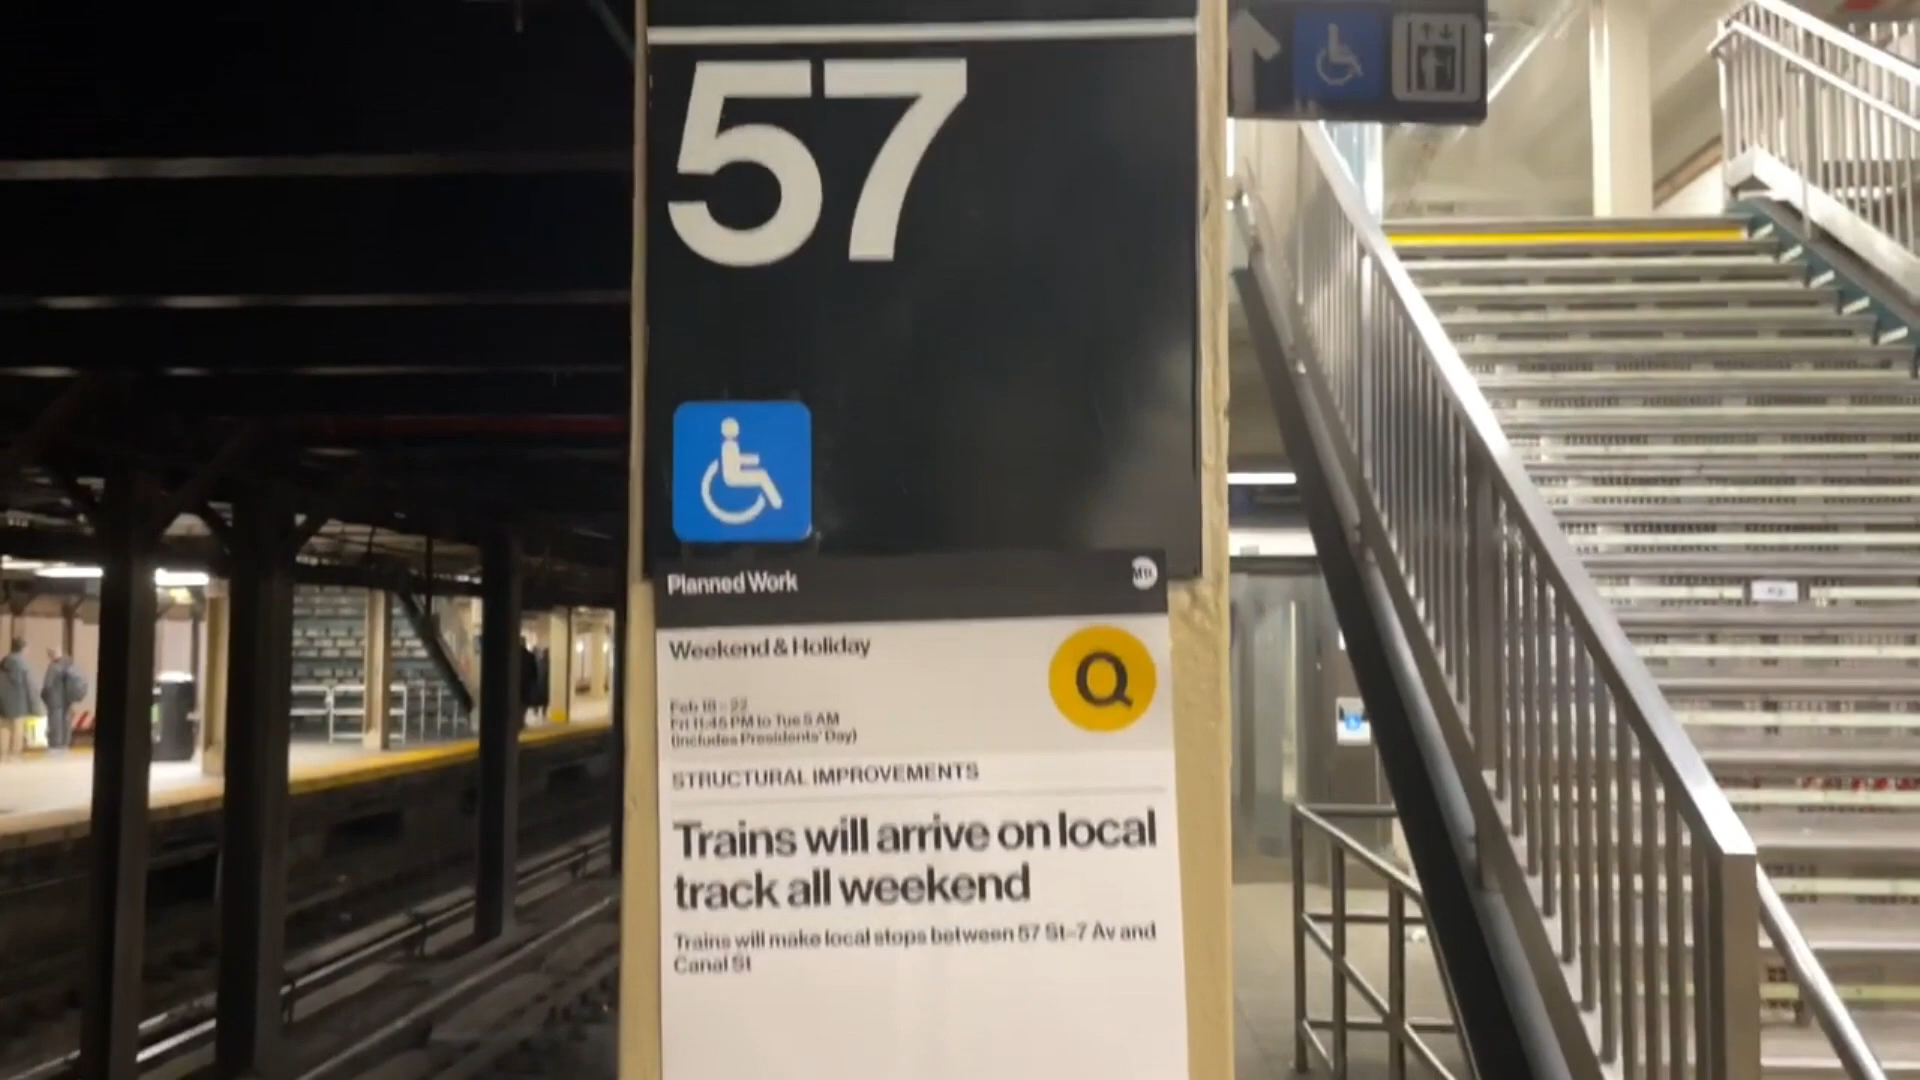 57
Planned Work
Weekend & Holiday
Q
Feb 18 - 22
Fri 11:45 PM to Tue 5 AM
(includes Presidents' Day)
STRUCTURAL IMPROVEMENTS
Trains will arrive on local
track all weekend
Trains will make local stops between 57 St-7 Av and
Canal St